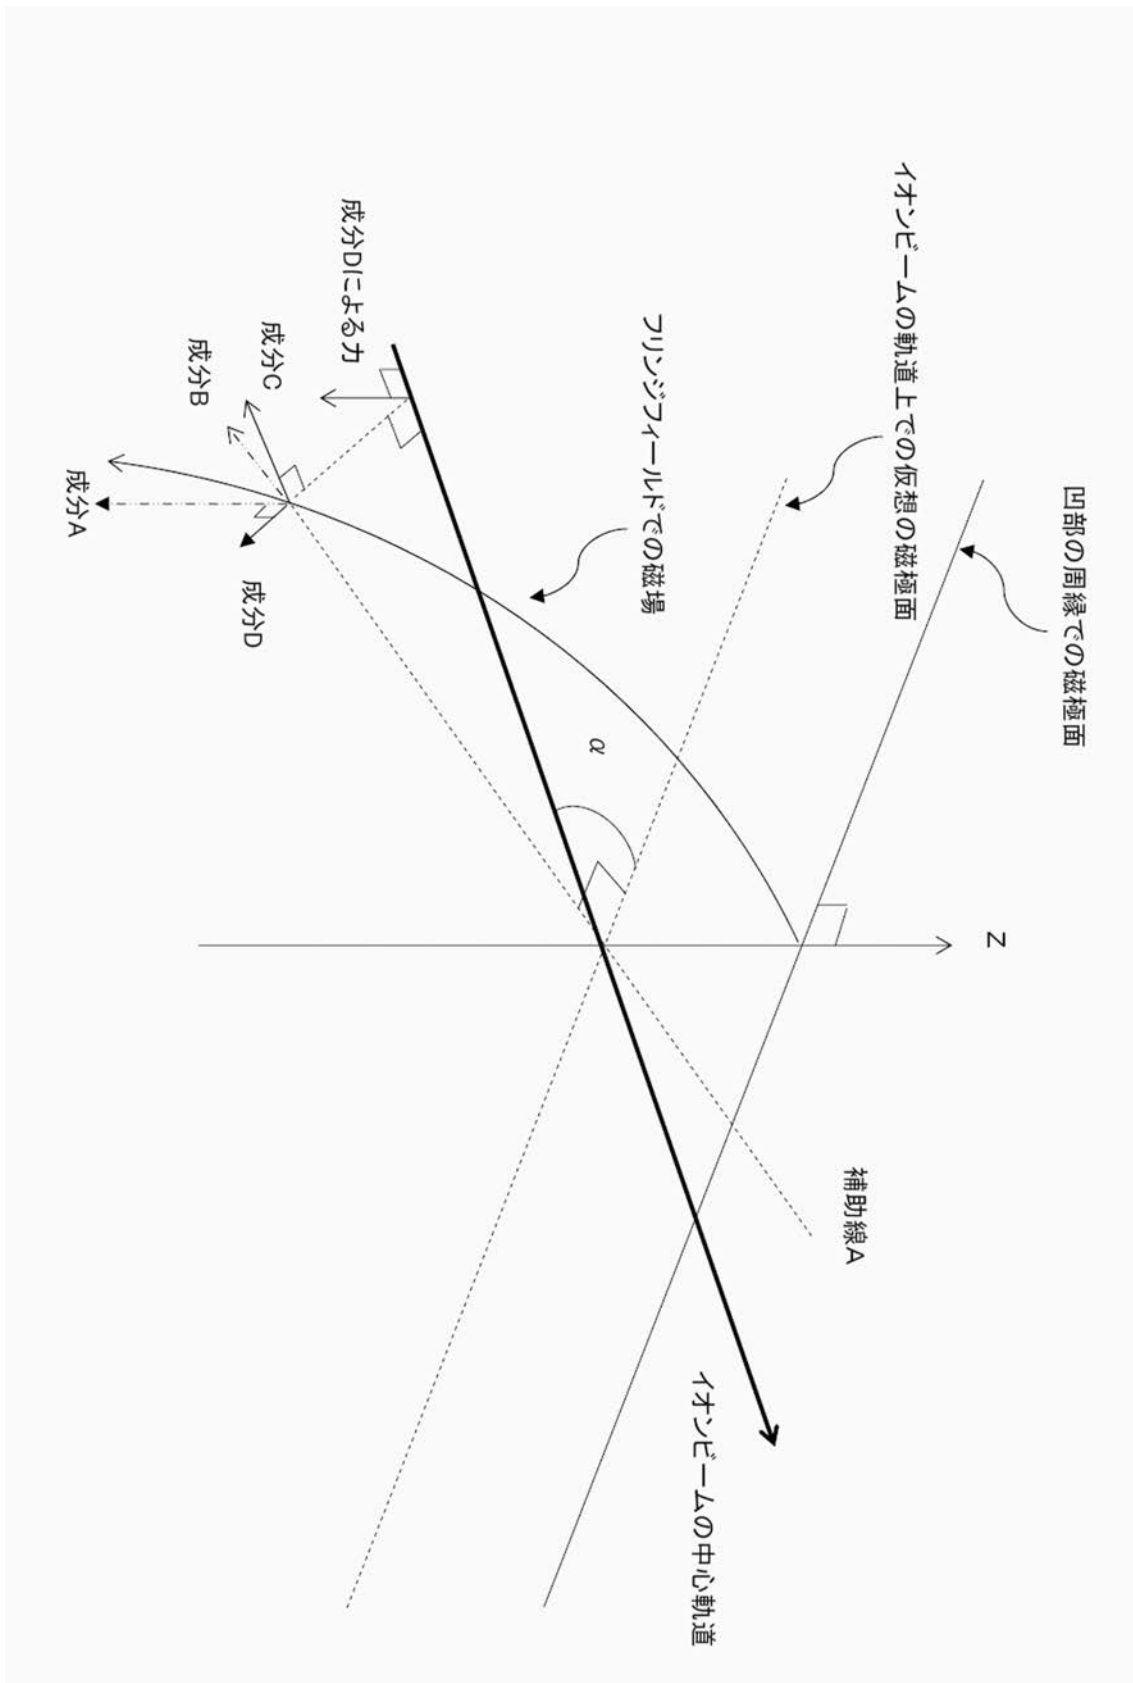 凹部の周縁での磁極面
イオンビームの軌道上での仮想の磁極面
フリンジフィールドでの磁場
成分Dによる力
成分C
成分B
成分A
成分D
α
Z
補助線A
イオンビームの中心軌道